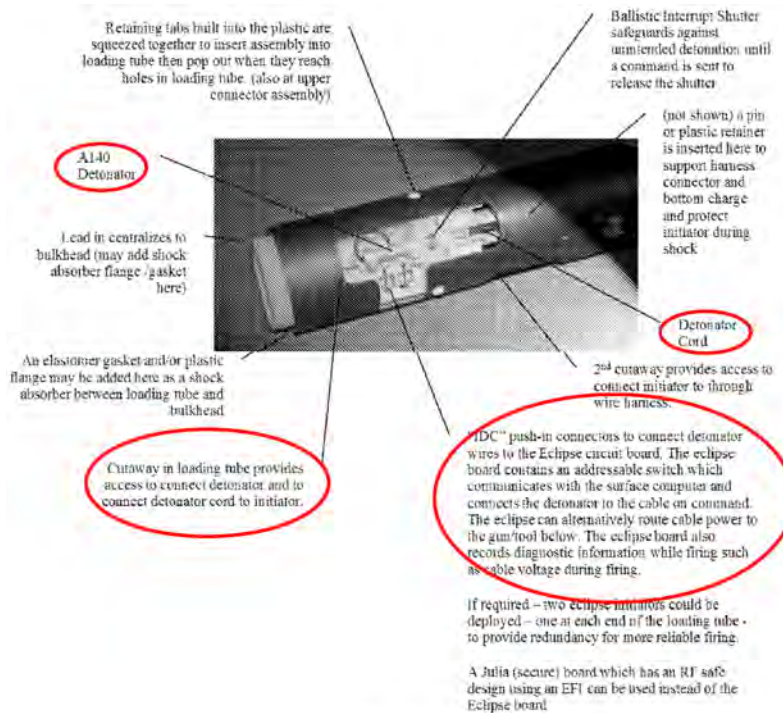 Retaining tabs built into the plastic are
squeezed together to insert assembly into
loading tube then pop out when they reach
holes in loading tube. (also at upper
connector assembly)
Ballistic Interrupt Shutter
safeguards against
unintended detonation until
a command is sent to
release the shutter
(not shown) a pin
or plastic retainer
is inserted here to
support harness
connector and
bottom charge
and protect
initiator during
shock
A140
Detonator
Lead in centralizes to
bulkhead (may add shock
absorber flange /gasket
here)
Detonator
Cord
An elastomer gasket and/or plastic
flange may be added here as a shock
absorber between loading tube and
bulkhead
2nd cutaway provides access to
connect initiator to through
wire harness.
Cutaway in loading tube provides
access to connect detonator and to
connect detonator cord to initiator.
"IDC" push-in connectors to connect detonator
wires to the Eclipse circuit board. The eclipse
board contains an addressable switch which
communicates with the surface computer and
connects the detonator to the cable on command.
The eclipse can alternatively route cable power to
the gun/tool below. The eclipse board also
records diagnostic information while firing such
as cable voltage during firing.
If required – two eclipse initiators could be
deployed – one at each end of the loading tube -
to provide redundancy for more reliable firing.
A Julia (secure) board which has an RF safe
design using an EFI can be used instead of the
Eclipse board